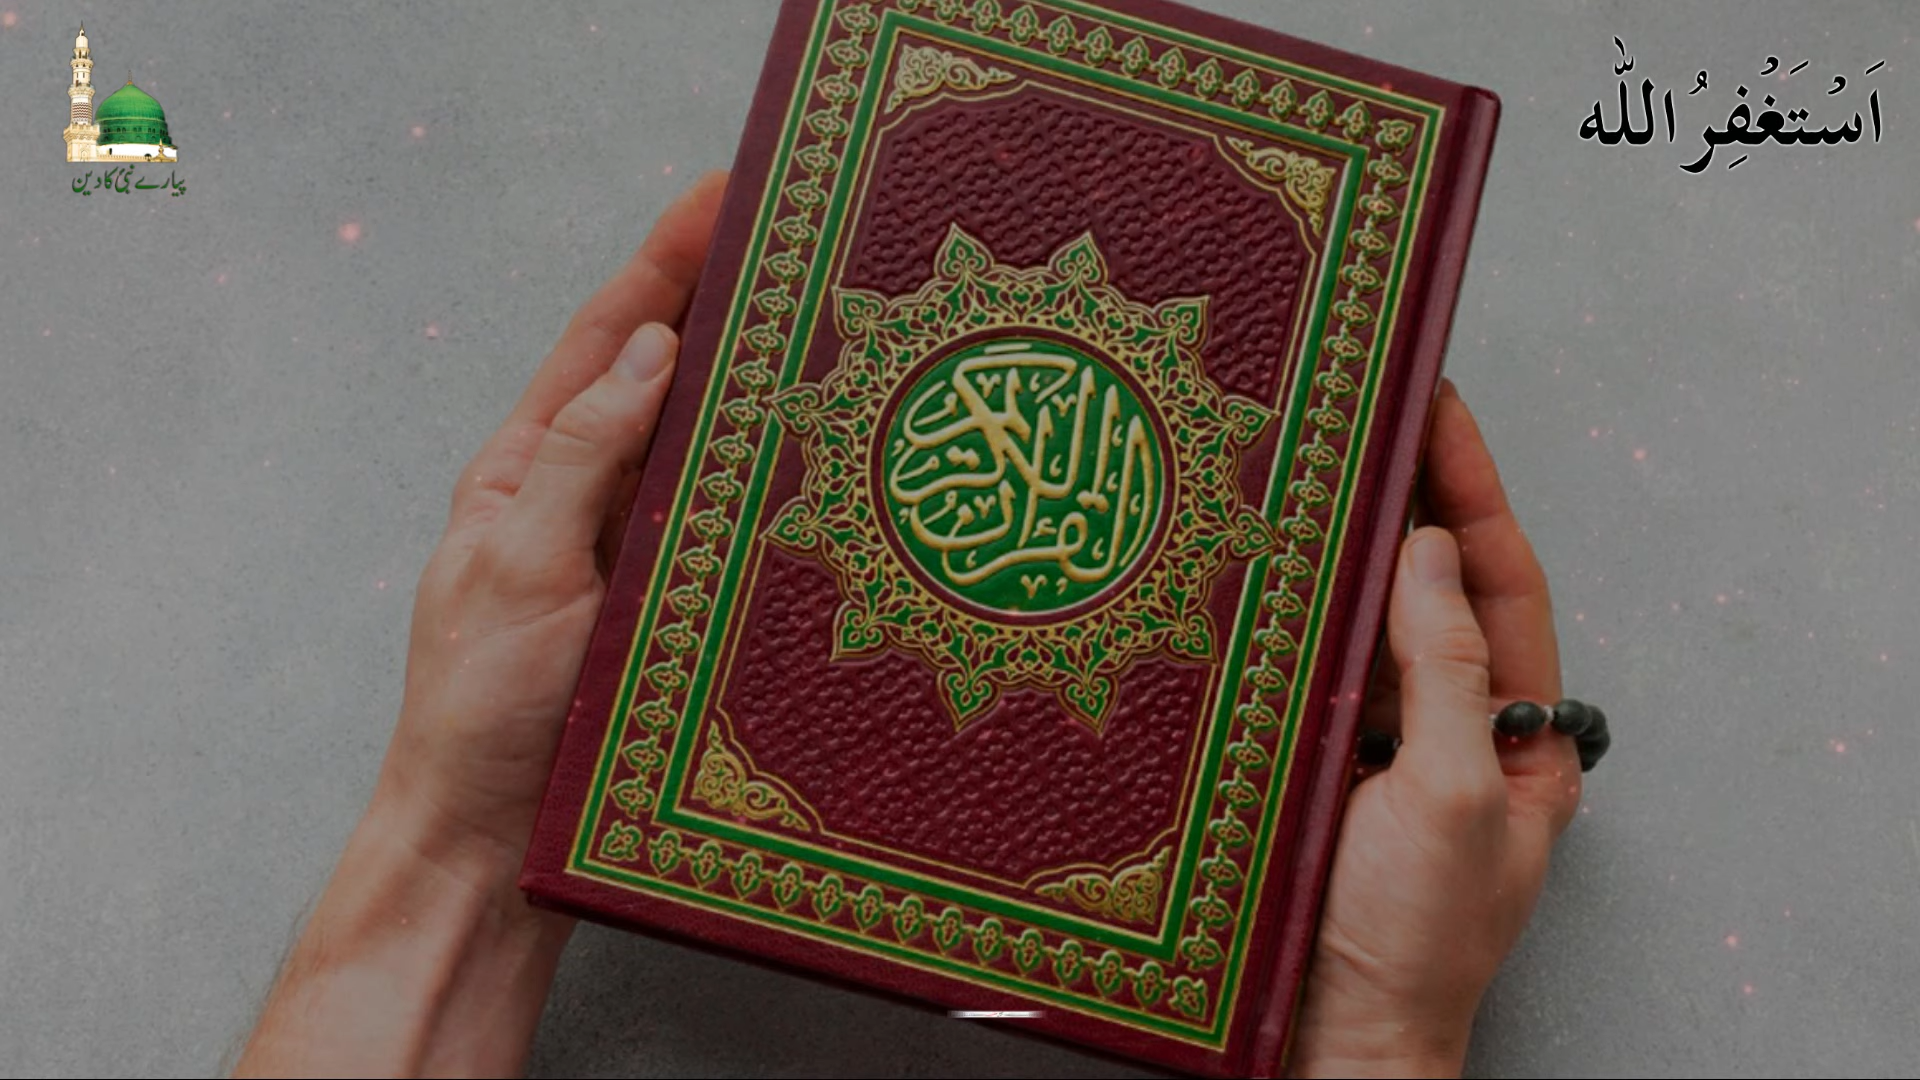 اَسْتَغْفِرُ اللّٰه
پیارے نبیؐ کا دین
القرآن الكريم